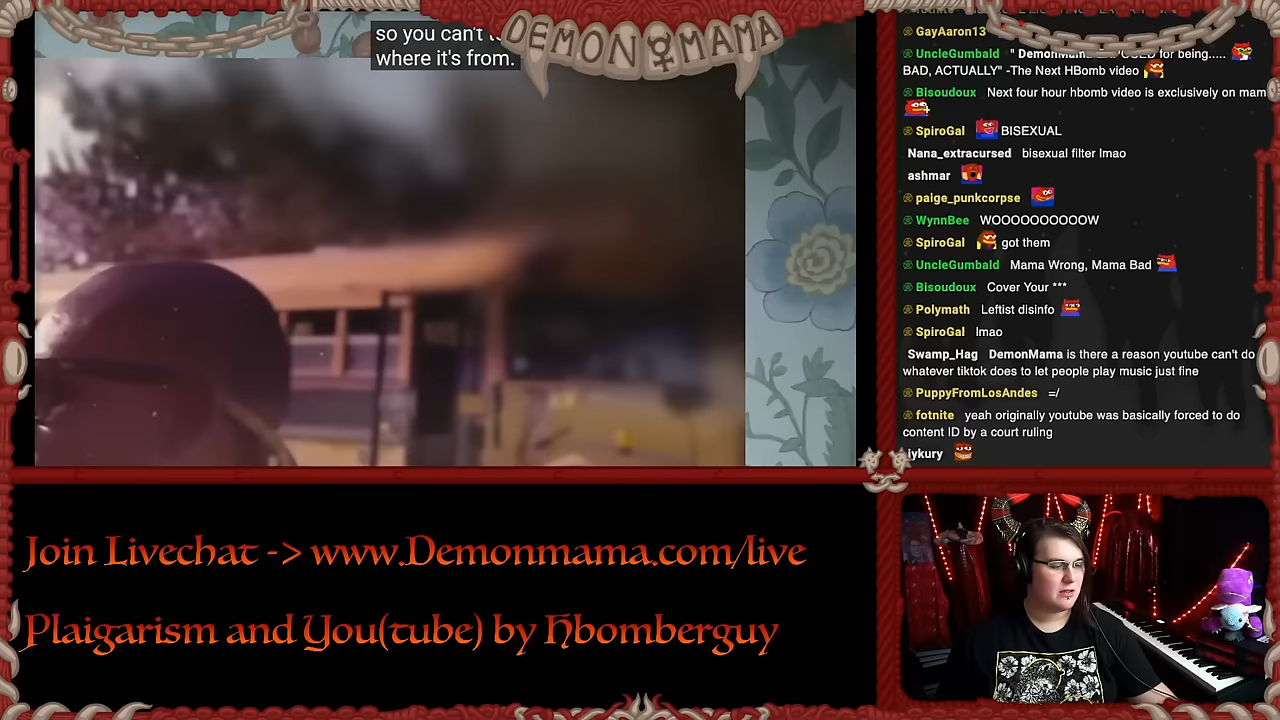 so you can't
where it's from.
DEMON MAMA
GayAaron13
UncleGumbald " for being.....
BAD, ACTUALLY" -The Next HBomb video
Bisoudoux Next four hour hbomb video is exclusively on mam
SpiroGal BISEXUAL
Nana_extracursed bisexual filter lmao
ashmar
paige_punkcorpse
WynnBee WOOOOOOOOOOW
SpiroGal got them
UncleGumbald Mama Wrong, Mama Bad
Bisoudoux Cover Your ***
Polymath Leftist disinfo
SpiroGal lmao
Swamp_Hag DemonMama is there a reason youtube can't do
whatever tiktok does to let people play music just fine
PuppyFromLosAndes =/
fotnite yeah originally youtube was basically forced to do
content ID by a court ruling
jykury
Join Livechat -> www.Demonmama.com/live
Plaigarism and You(tube) by Hbomberguy